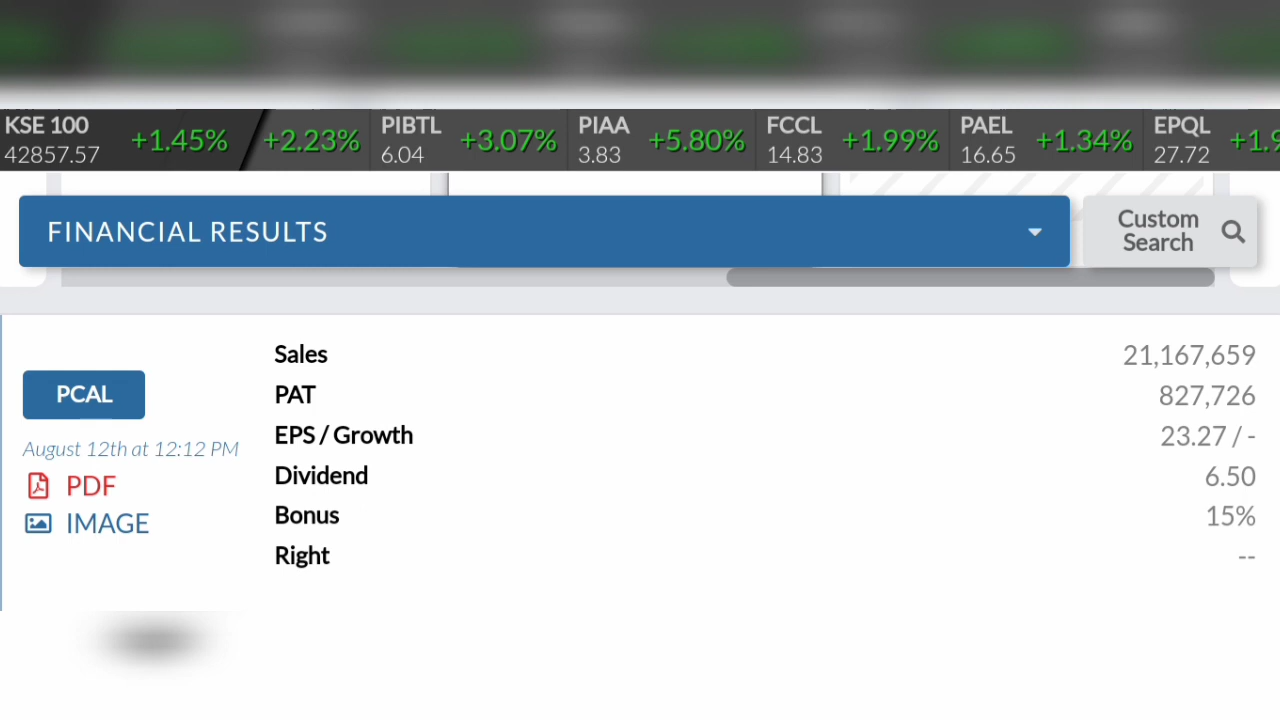 KSE 100 +1.45% +2.23% PIBTL +3.07% PIAA +5.80% FCCL +1.99% PAEL +1.34% EPQL
42857.57 6.04 3.83 14.83 16.65 27.72
FINANCIAL RESULTS
Custom
Search
Sales 21,167,659
PCAL
PAT 827,726
EPS / Growth 23.27 / -
August 12th at 12:12 PM
Dividend 6.50
PDF
Bonus 15%
IMAGE
Right --